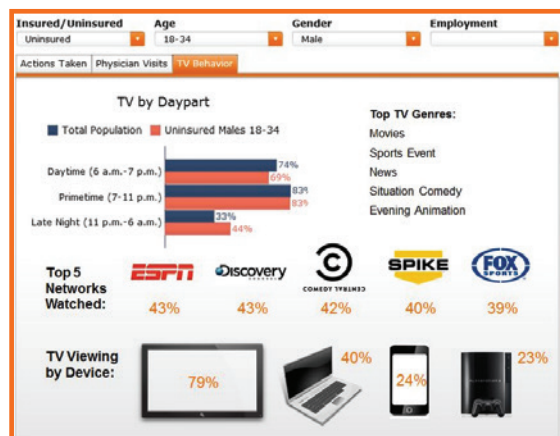 Insured/Uninsured Age Gender Employment
Uninsured 18-34 Male
Actions Taken Physician Visits TV Behavior
TV by Daypart
Total Population Uninsured Males 18-34
Daytime (6 a.m.-7 p.m.) 74%
69%
Primetime (7-11 p.m.) 83%
83%
Late Night (11 p.m.-6 a.m.) 33%
44%
Top TV Genres:
Movies
Sports Event
News
Situation Comedy
Evening Animation
Top 5
Networks
Watched:
ESPN Discovery CHANNEL COMEDY CENTRAL SPIKE FOX SPORTS
43% 43% 42% 40% 39%
TV Viewing
by Device:
79% 40% 24% 23%